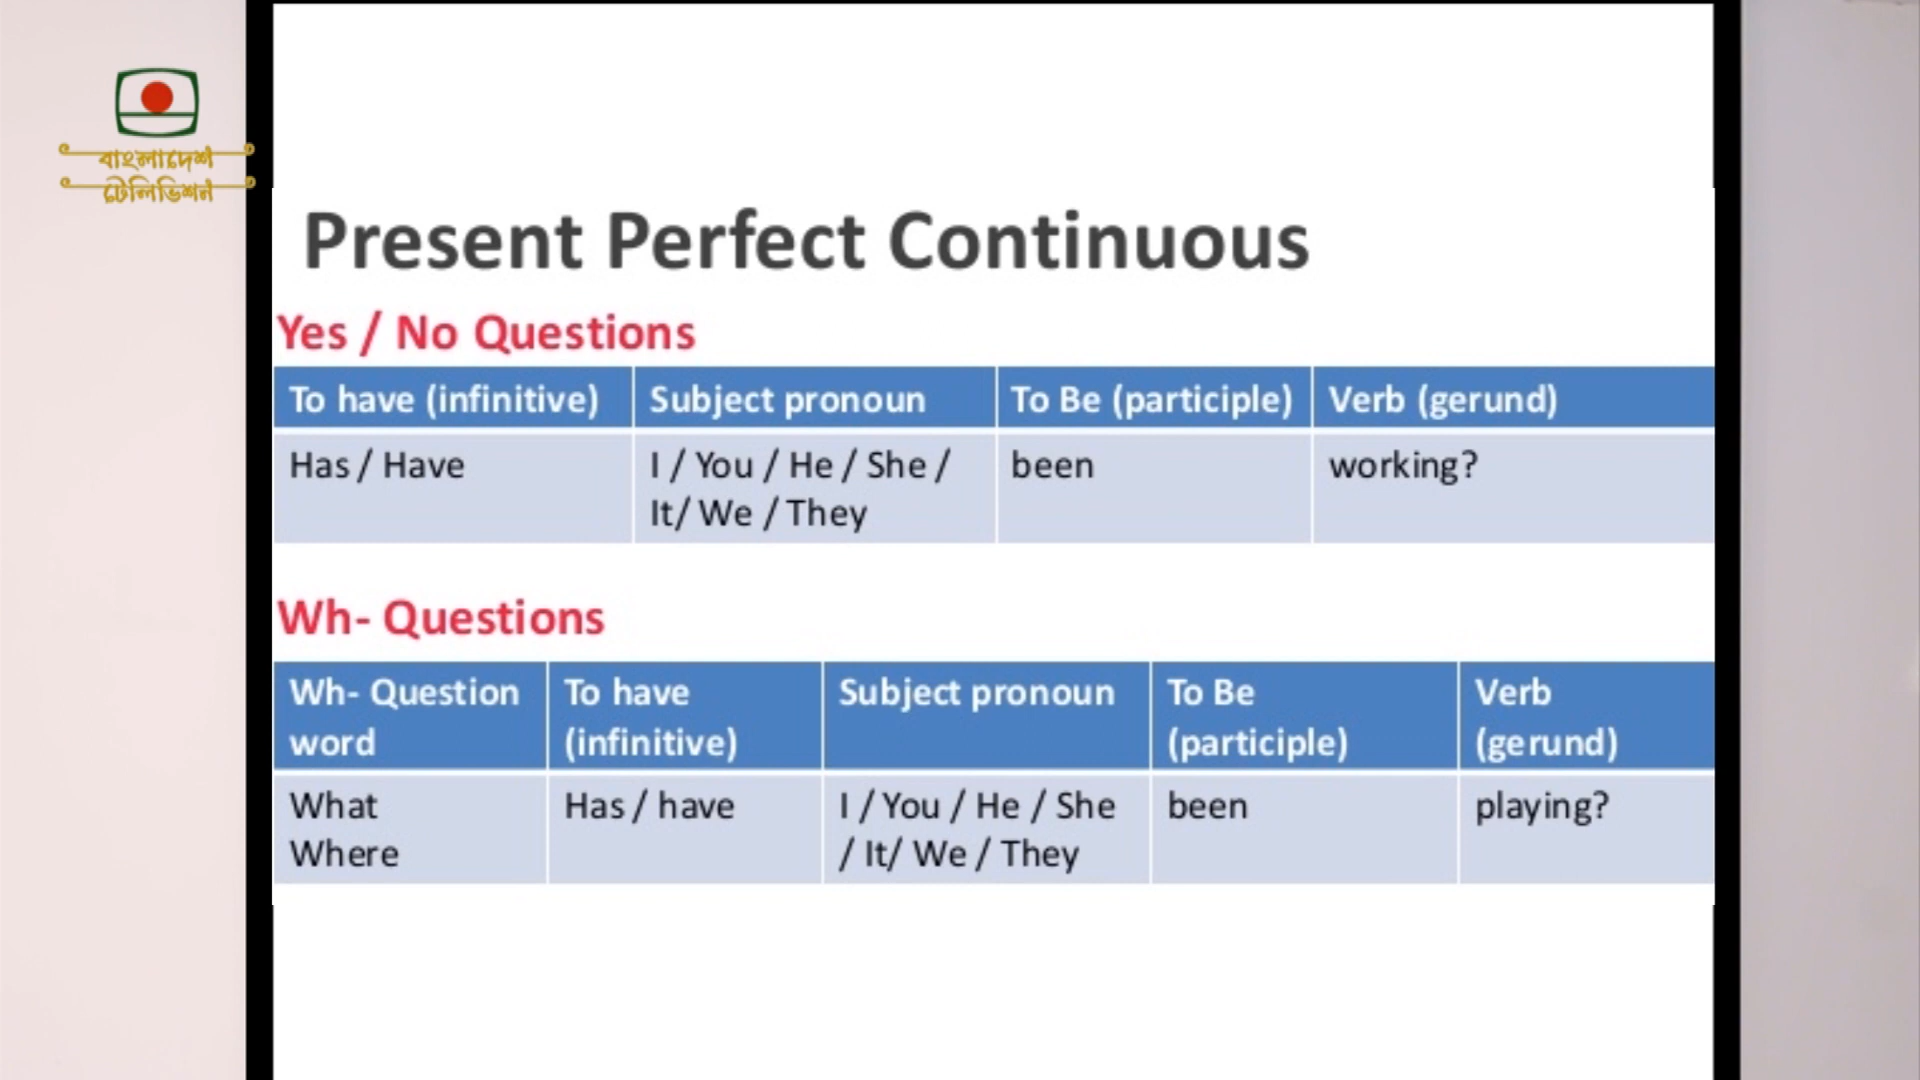 বাংলাদেশ
টেলিভিশন
Present Perfect Continuous
Yes / No Questions
To have (infinitive) Subject pronoun To Be (participle) Verb (gerund)
Has / Have I / You / He / She / been working?
It/ We / They
Wh- Questions
Wh- Question To have Subject pronoun To Be Verb
word (infinitive) (participle) (gerund)
What Has / have I / You / He / She been playing?
Where / It/ We / They